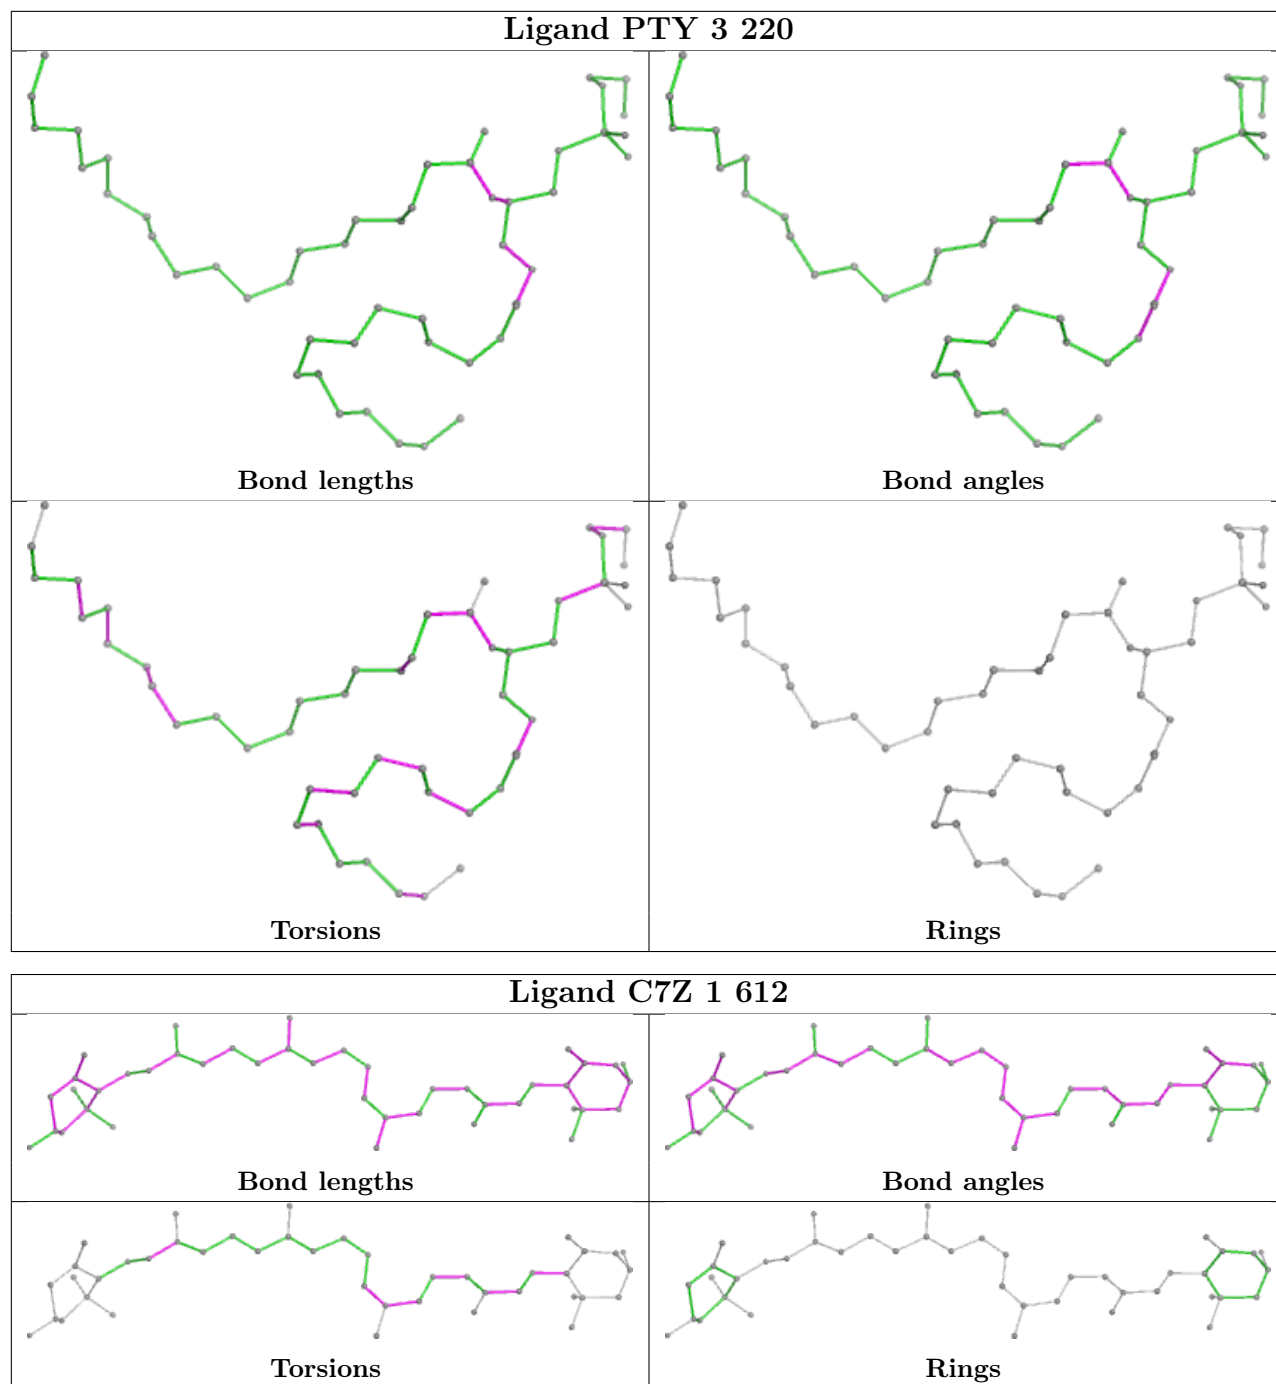 Ligand PTY 3 220
Bond lengths
Bond angles
Torsions
Rings
Ligand C7Z 1 612
Bond lengths
Bond angles
Torsions
Rings